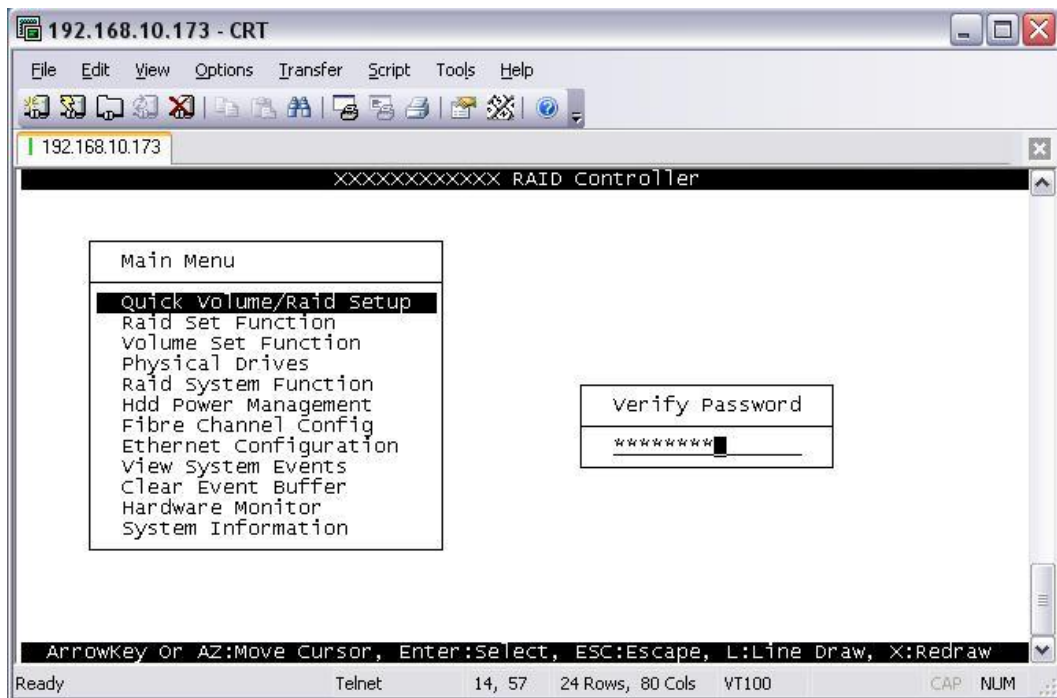 192.168.10.173 - CRT
File Edit View Options Transfer Script Tools Help
192.168.10.173
XXXXXXXXXXXX RAID Controller
Main Menu
Quick Volume/Raid Setup
Raid Set Function
Volume Set Function
Physical Drives
Raid System Function
Hdd Power Management
Fibre Channel Config
Ethernet Configuration
View System Events
Clear Event Buffer
Hardware Monitor
System Information
Verify Password
********
ArrowKey Or AZ:Move Cursor, Enter:Select, ESC:Escape, L:Line Draw, X:Redraw
Ready Telnet 14, 57 24 Rows, 80 Cols VT100 CAP NUM